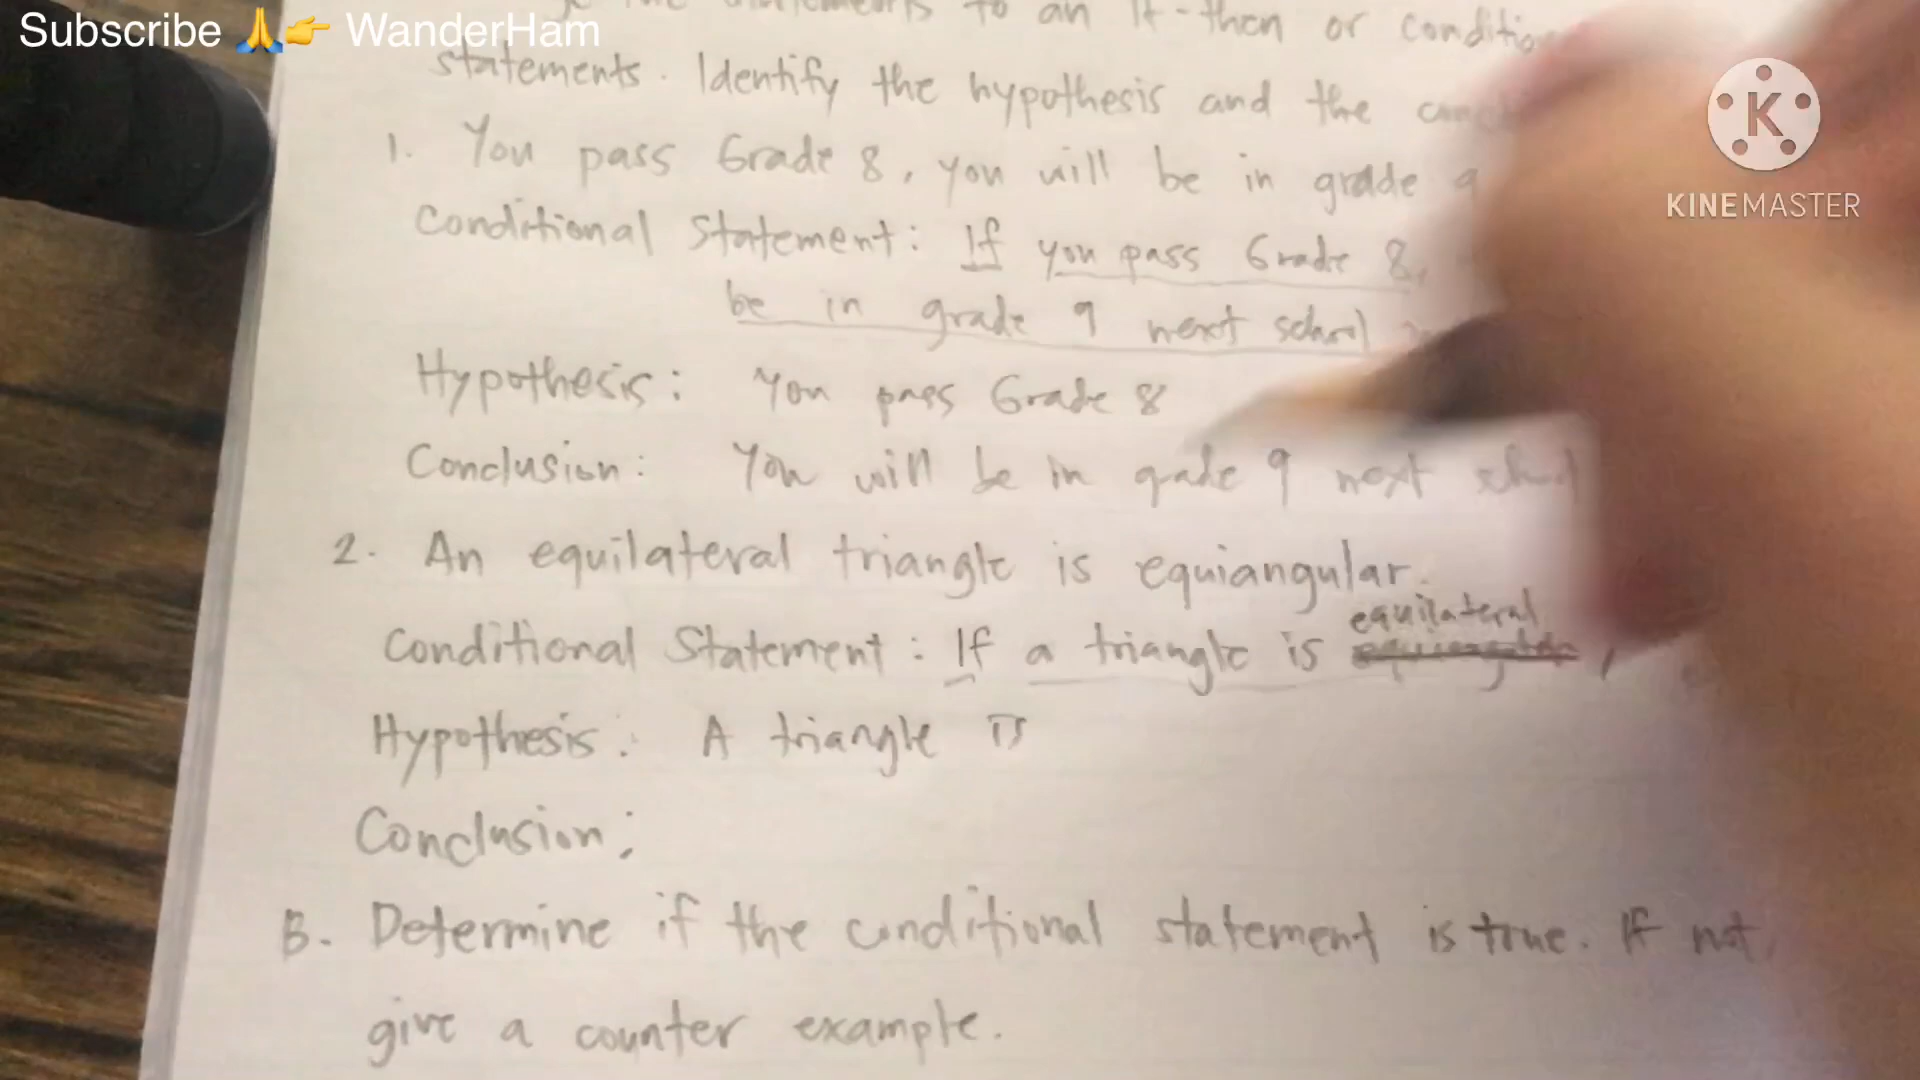 Subscribe 🙏👉 WanderHam
to an If-then or conditio
statements. Identify the hypothesis and the
KINEMASTER
1. You pass Grade 8, you will be in grade 9
Conditional Statement: If you pass Grade 8,
be in grade 9 next school
Hypothesis: You pass Grade 8
Conclusion: You will be in grade 9 next school
2. An equilateral triangle is equiangular.
equilateral
Conditional Statement: If a triangle is
Hypothesis: A triangle is
Conclusion:
B. Determine if the conditional statement is true. If not,
give a counter example.